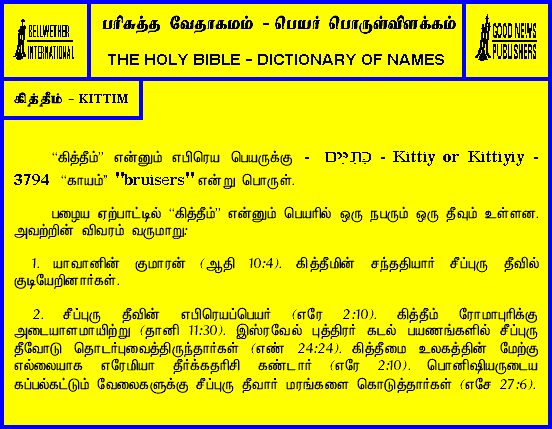 BELLWETHER
INTERNATIONAL
பரிசுத்த வேதாகமம் - பெயர் பொருள்விளக்கம்
THE HOLY BIBLE - DICTIONARY OF NAMES
GOOD NEWS
PUBLISHERS
கித்தீம் - KITTIM
“கித்தீம்” என்னும் எபிரெய பெயருக்கு - כִּתִּיִּים - Kittiy or Kittiyiy -
3794 “காயம்” "bruisers" என்று பொருள்.
பழைய ஏற்பாட்டில் “கித்தீம்” என்னும் பெயரில் ஒரு நபரும் ஒரு தீவும் உள்ளன.
அவற்றின் விவரம் வருமாறு:
1. யாவானின் குமாரன் (ஆதி 10:4). கித்தீமின் சந்ததியார் சீப்புரு தீவில்
குடியேறினார்கள்.
2. சீப்புரு தீவின் எபிரெயப்பெயர் (எரே 2:10). கித்தீம் ரோமாபுரிக்கு
அடையாளமாயிற்று (தானி 11:30). இஸ்ரவேல் புத்திரர் கடல் பயணங்களில் சீப்புரு
தீவோடு தொடர்புவைத்திருந்தார்கள் (எண் 24:24). கித்தீமை உலகத்தின் மேற்கு
எல்லையாக எரேமியா தீர்க்கதரிசி கண்டார் (எரே 2:10). பொனிஷியருடைய
கப்பல்கட்டும் வேலைகளுக்கு சீப்புரு தீவார் மரங்களை கொடுத்தார்கள் (எசே 27:6).